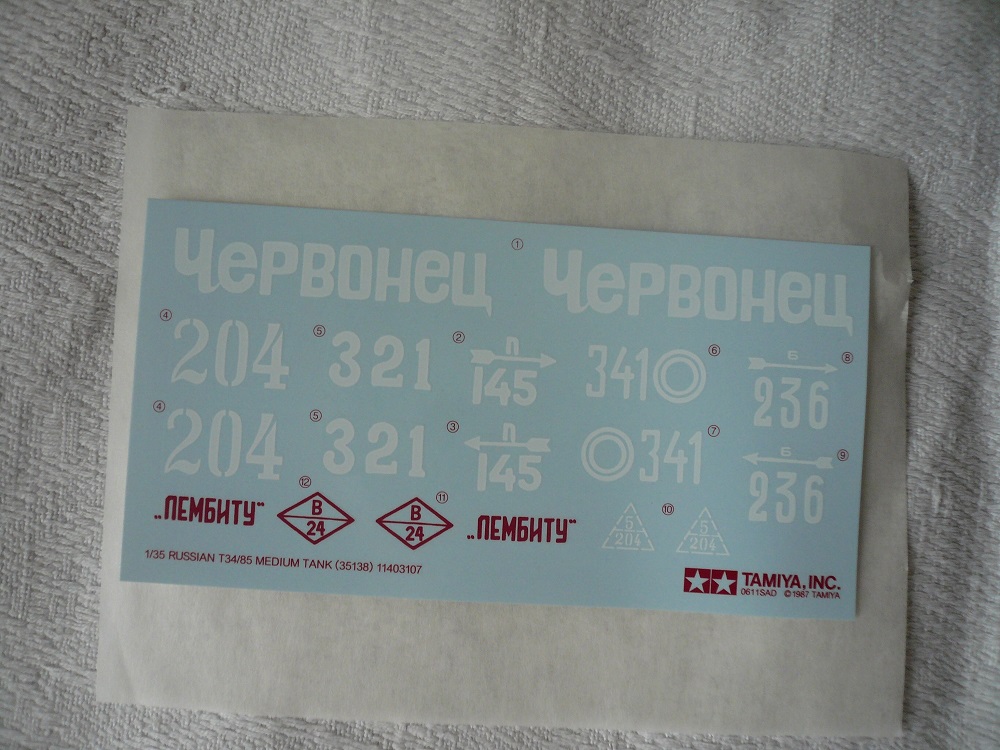 ① Червонец Червонец
④ 204 ⑤ 321 ② П 145 341 ⑥ Б 236 ⑧
④ 204 ⑤ 321 ③ П 145 341 ⑦ Б 236 ⑨
„ЛЕМБИТУ“ ⑫ В 24 В 24 ⑪ „ЛЕМБИТУ“ ⑩ 5 204 5 204
1/35 RUSSIAN T34/85 MEDIUM TANK (35138) 11403107
TAMIYA, INC.
0611SAD ©1987 TAMIYA